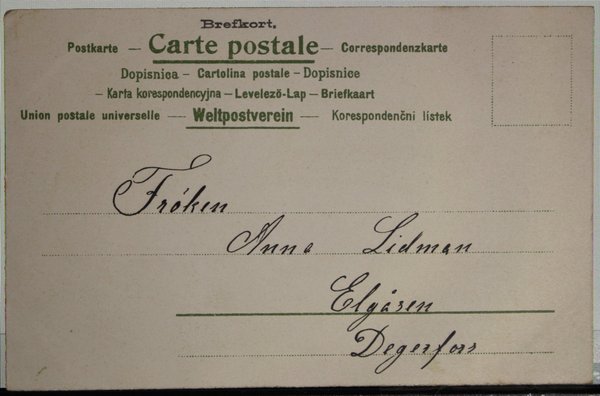 Brefkort.
Postkarte — Carte postale — Correspondenzkarte
Dopisnica – Cartolina postale – Dopisnice
– Karta korespondencyjna – Levelező-Lap – Briefkaart
Union postale universelle — Weltpostverein — Korespondenční lístek
Fröken
Anna Lidman
Elgåsen
Degerfors